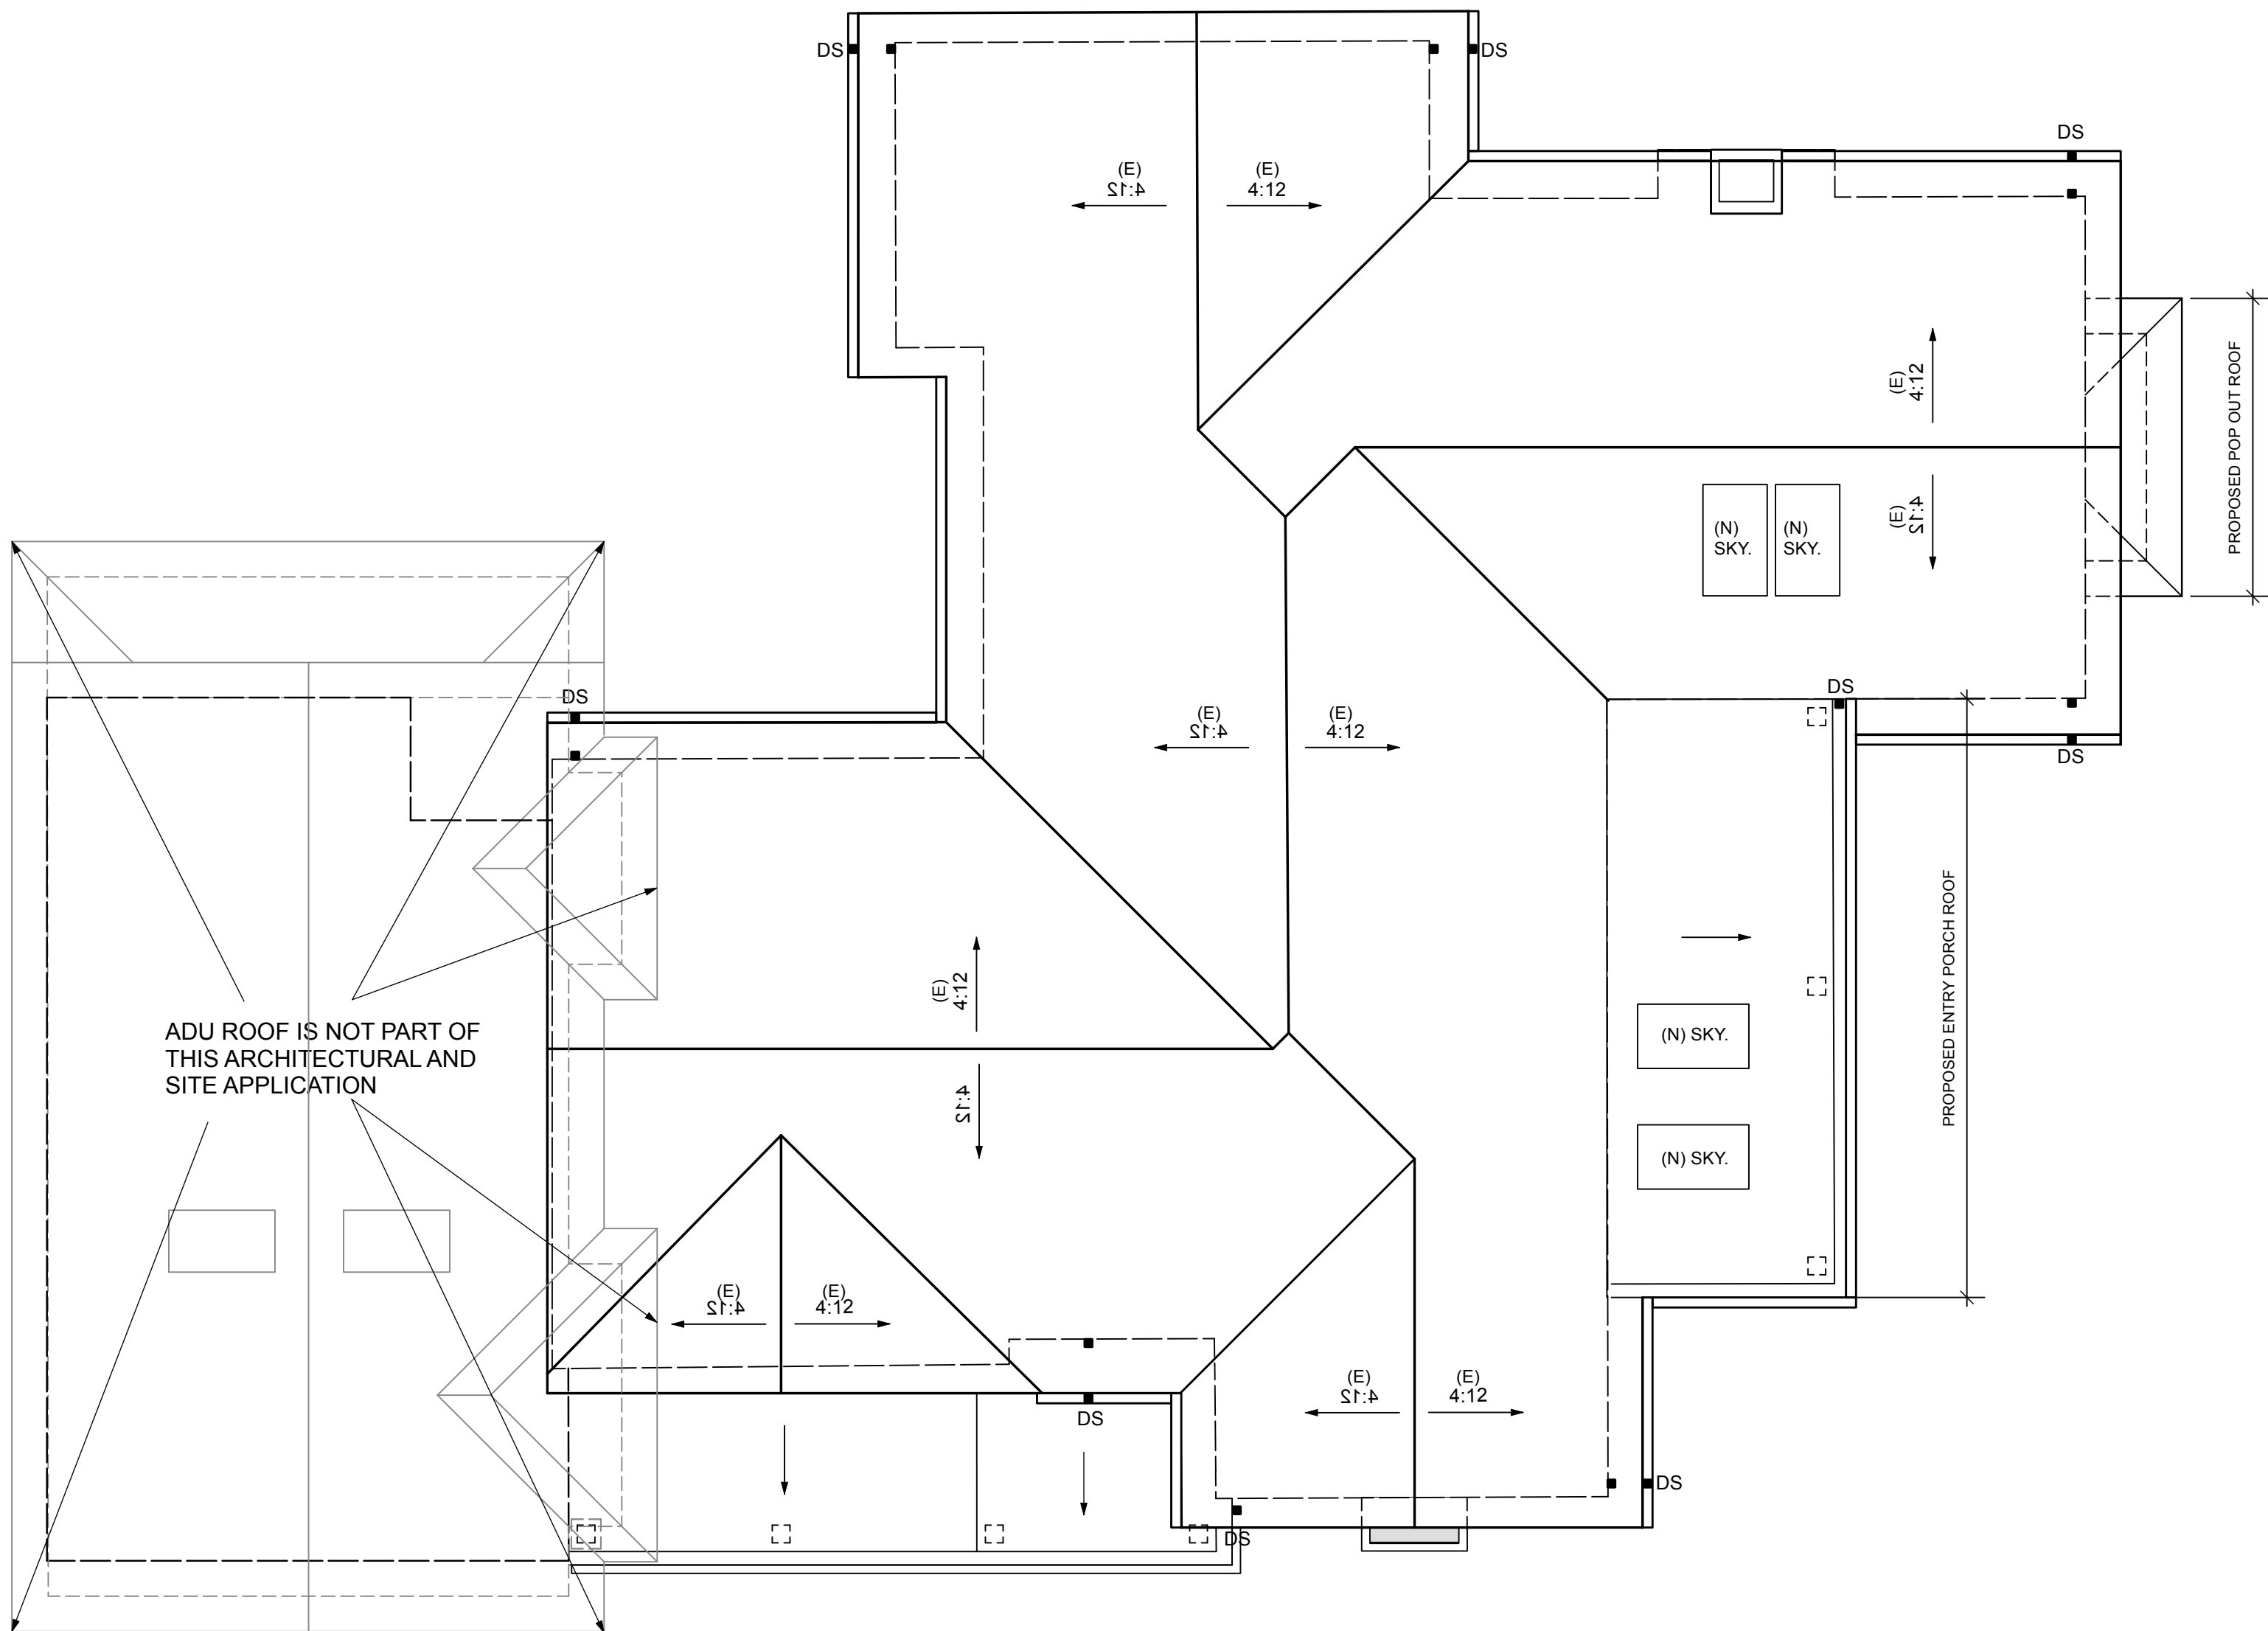 DS
DS
DS
(E)
4:12
(E)
4:12
(E)
4:12
PROPOSED POP OUT ROOF
(E)
4:12
(N)
SKY.
(N)
SKY.
DS
DS
(E)
4:12
(E)
4:12
DS
PROPOSED ENTRY PORCH ROOF
(E)
4:12
ADU ROOF IS NOT PART OF
THIS ARCHITECTURAL AND
SITE APPLICATION
(N) SKY.
4:12
(N) SKY.
(E)
4:12
(E)
4:12
(E)
4:12
(E)
4:12
DS
DS
DS